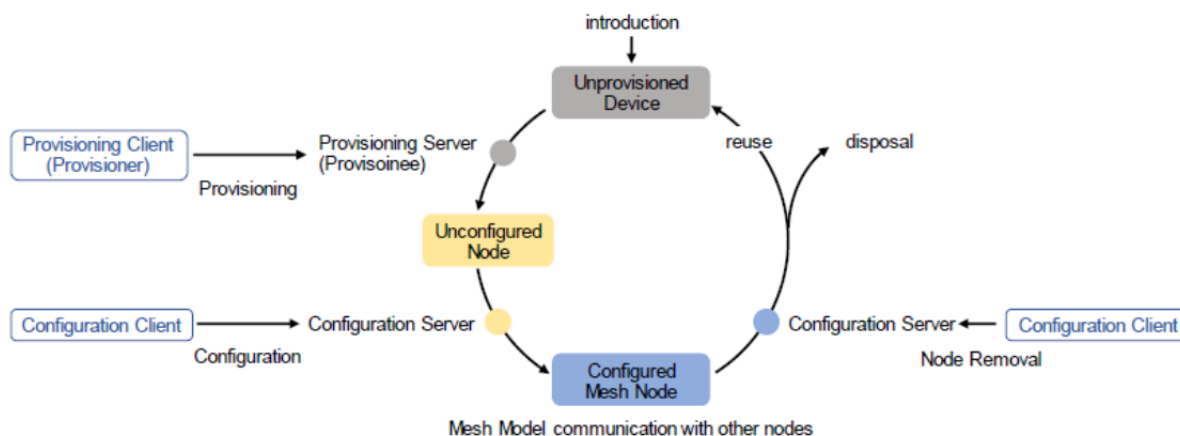 introduction
Unprovisioned
Device
Provisioning Client
(Provisioner)
Provisioning
Provisioning Server
(Provisoinee)
reuse
disposal
Unconfigured
Node
Configuration Client
Configuration
Configuration Server
Configuration Server
Configuration Client
Node Removal
Configured
Mesh Node
Mesh Model communication with other nodes